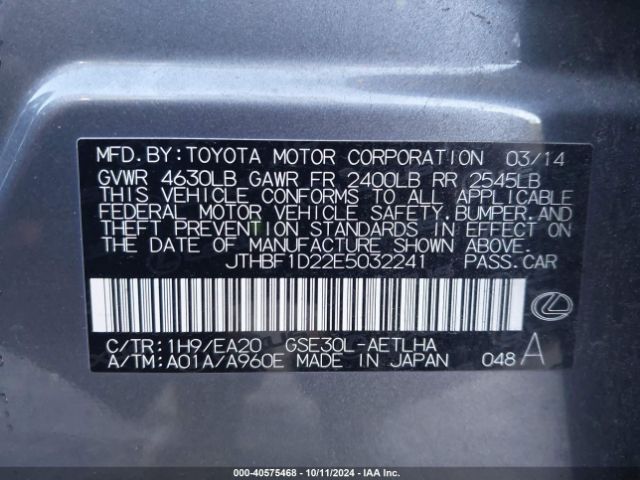 MFD.BY:TOYOTA MOTOR CORPORATION 03/14
GVWR 4630LB GAWR FR 2400LB RR 2545LB
THIS VEHICLE CONFORMS TO ALL APPLICABLE
FEDERAL MOTOR VEHICLE SAFETY,BUMPER,AND
THEFT PREVENTION STANDARDS IN EFFECT ON
THE DATE OF MANUFACTURE SHOWN ABOVE.
JTHBF1D22E5032241 PASS.CAR
C/TR:1H9/EA20 GSE30L-AETLHA
A/TM:A01A/A960E MADE IN JAPAN 048 A
STK-40575468 - 10/11/2024 - IAA Inc.